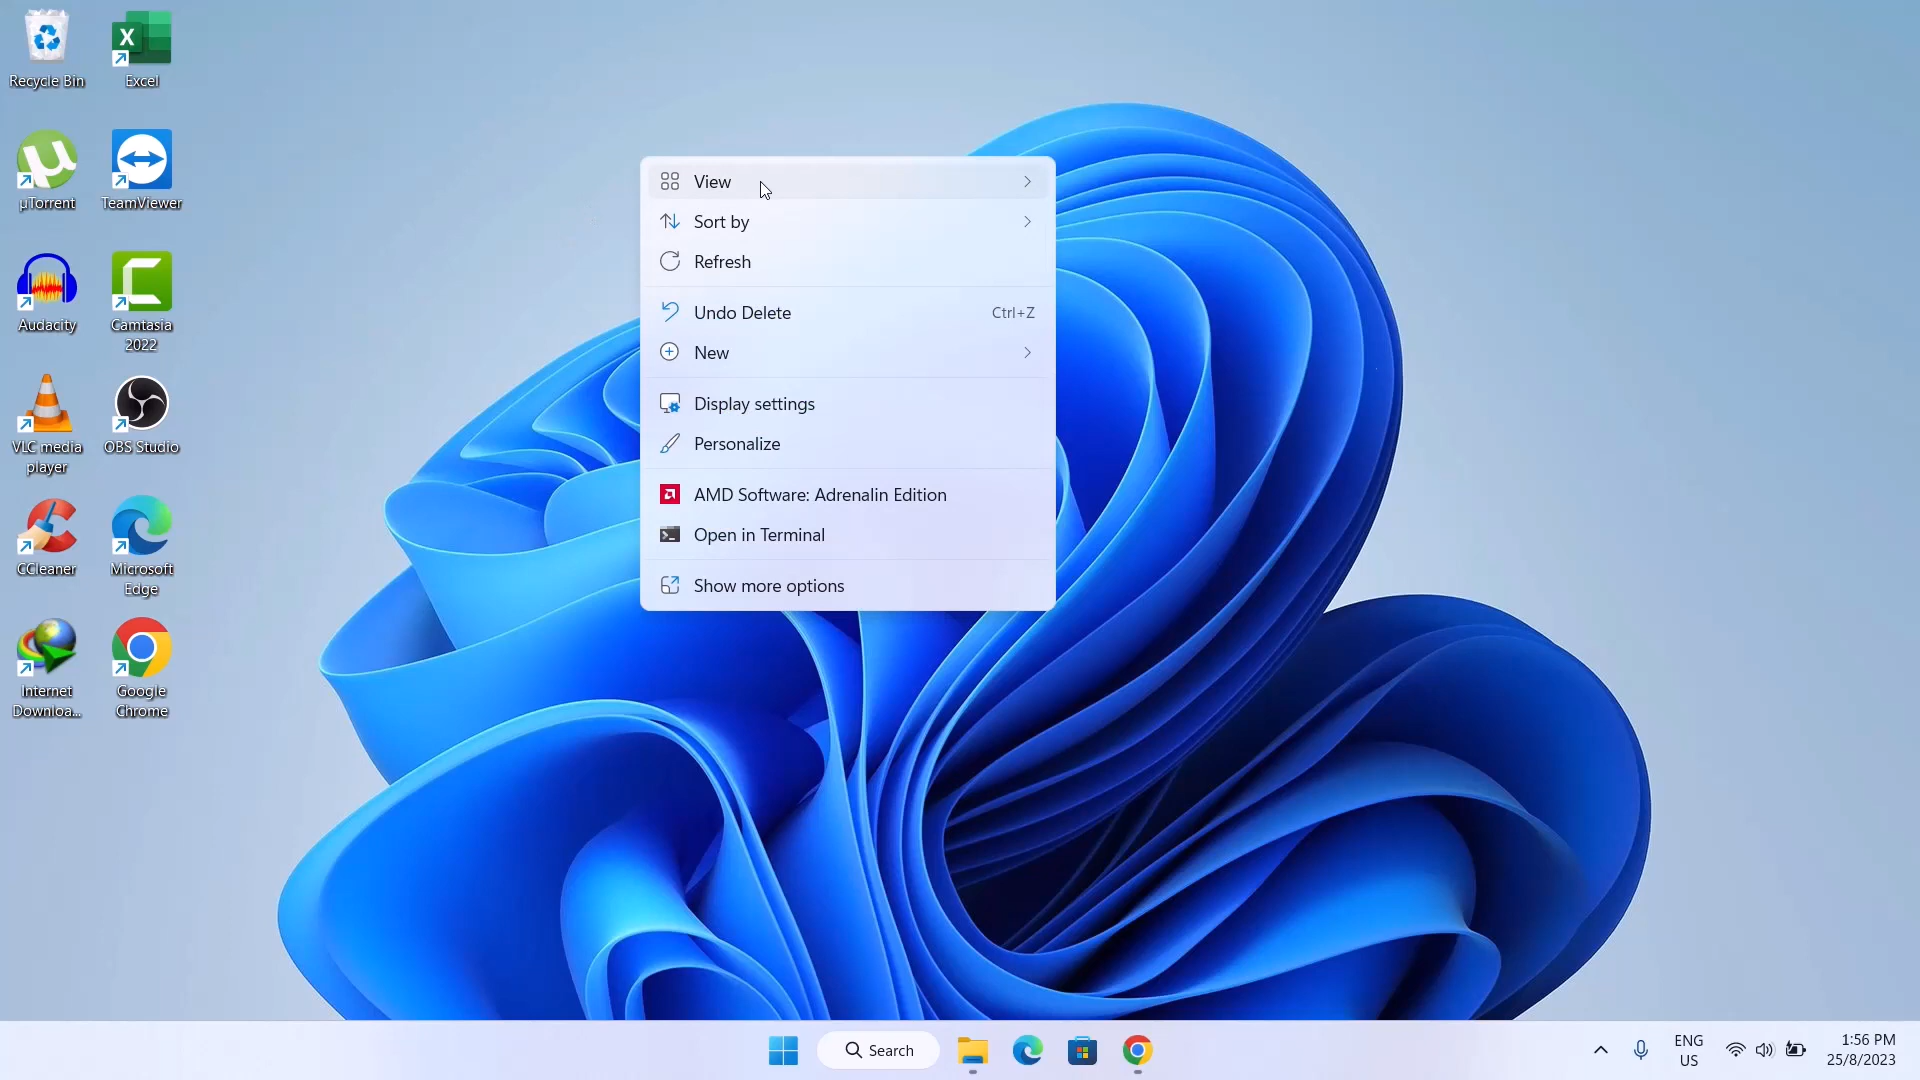 Recycle Bin
Excel
µTorrent
TeamViewer
Audacity
Camtasia
2022
VLC media
player
OBS Studio
CCleaner
Microsoft
Edge
Internet
Downloa...
Google
Chrome
View
Sort by
Refresh
Undo Delete Ctrl+Z
New
Display settings
Personalize
AMD Software: Adrenalin Edition
Open in Terminal
Show more options
Search
ENG
US
1:56 PM
25/8/2023